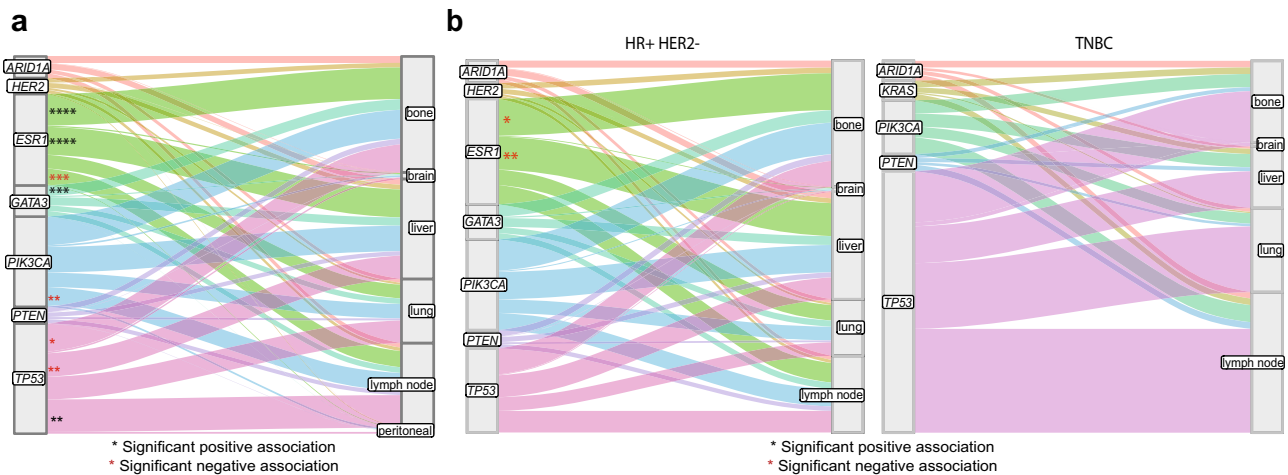 a
ARID1A
HER2
****
****
ESR1
***
***
GATA3
PIK3CA
**
PTEN
*
**
TP53
**
bone
brain
liver
lung
lymph node
peritoneal
* Significant positive association
* Significant negative association
b
HR+ HER2-
ARID1A
HER2
*
ESR1
**
GATA3
PIK3CA
PTEN
TP53
bone
brain
liver
lung
lymph node
TNBC
ARID1A
KRAS
PIK3CA
PTEN
TP53
bone
brain
liver
lung
lymph node
* Significant positive association
* Significant negative association